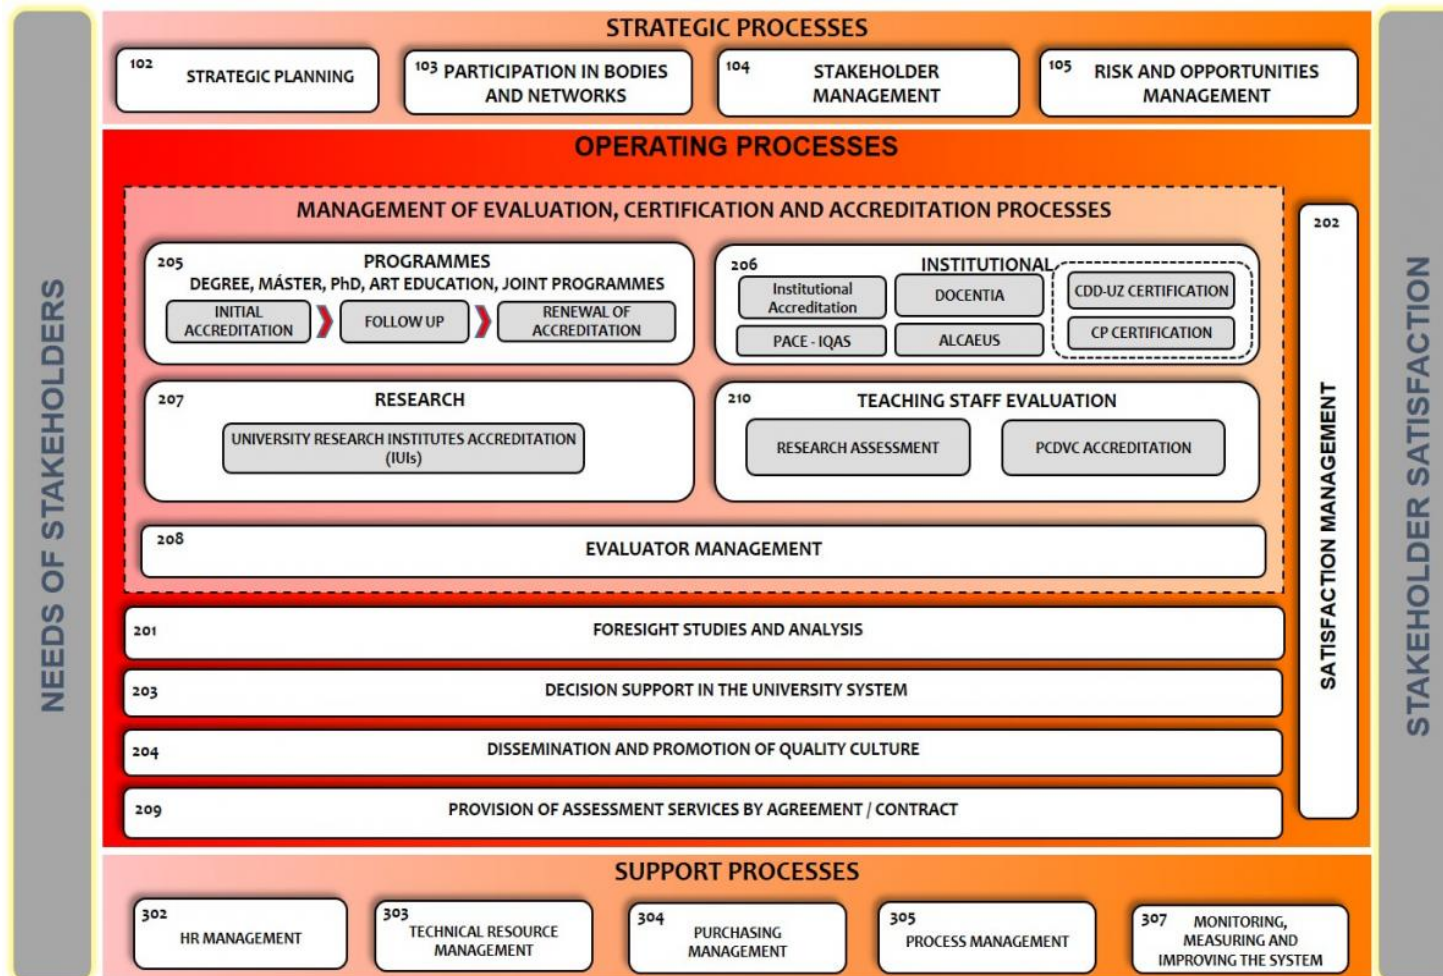 NEEDS OF STAKEHOLDERS
STRATEGIC PROCESSES
102
STRATEGIC PLANNING
103 PARTICIPATION IN BODIES
AND NETWORKS
104
STAKEHOLDER
MANAGEMENT
105
RISK AND OPPORTUNITIES
MANAGEMENT
OPERATING PROCESSES
MANAGEMENT OF EVALUATION, CERTIFICATION AND ACCREDITATION PROCESSES
205
PROGRAMMES
DEGREE, MÁSTER, PhD, ART EDUCATION, JOINT PROGRAMMES
INITIAL
ACCREDITATION
FOLLOW UP
RENEWAL OF
ACCREDITATION
206
INSTITUTIONAL
Institutional
Accreditation
DOCENTIA
CDD-UZ CERTIFICATION
PACE - IQAS
ALCAEUS
CP CERTIFICATION
207
RESEARCH
UNIVERSITY RESEARCH INSTITUTES ACCREDITATION
(IUIs)
210
TEACHING STAFF EVALUATION
RESEARCH ASSESSMENT
PCDVC ACCREDITATION
208
EVALUATOR MANAGEMENT
201
FORESIGHT STUDIES AND ANALYSIS
203
DECISION SUPPORT IN THE UNIVERSITY SYSTEM
204
DISSEMINATION AND PROMOTION OF QUALITY CULTURE
209
PROVISION OF ASSESSMENT SERVICES BY AGREEMENT / CONTRACT
202
SATISFACTION MANAGEMENT
SUPPORT PROCESSES
302
HR MANAGEMENT
303
TECHNICAL RESOURCE
MANAGEMENT
304
PURCHASING
MANAGEMENT
305
PROCESS MANAGEMENT
307
MONITORING,
MEASURING AND
IMPROVING THE SYSTEM
STAKEHOLDER SATISFACTION